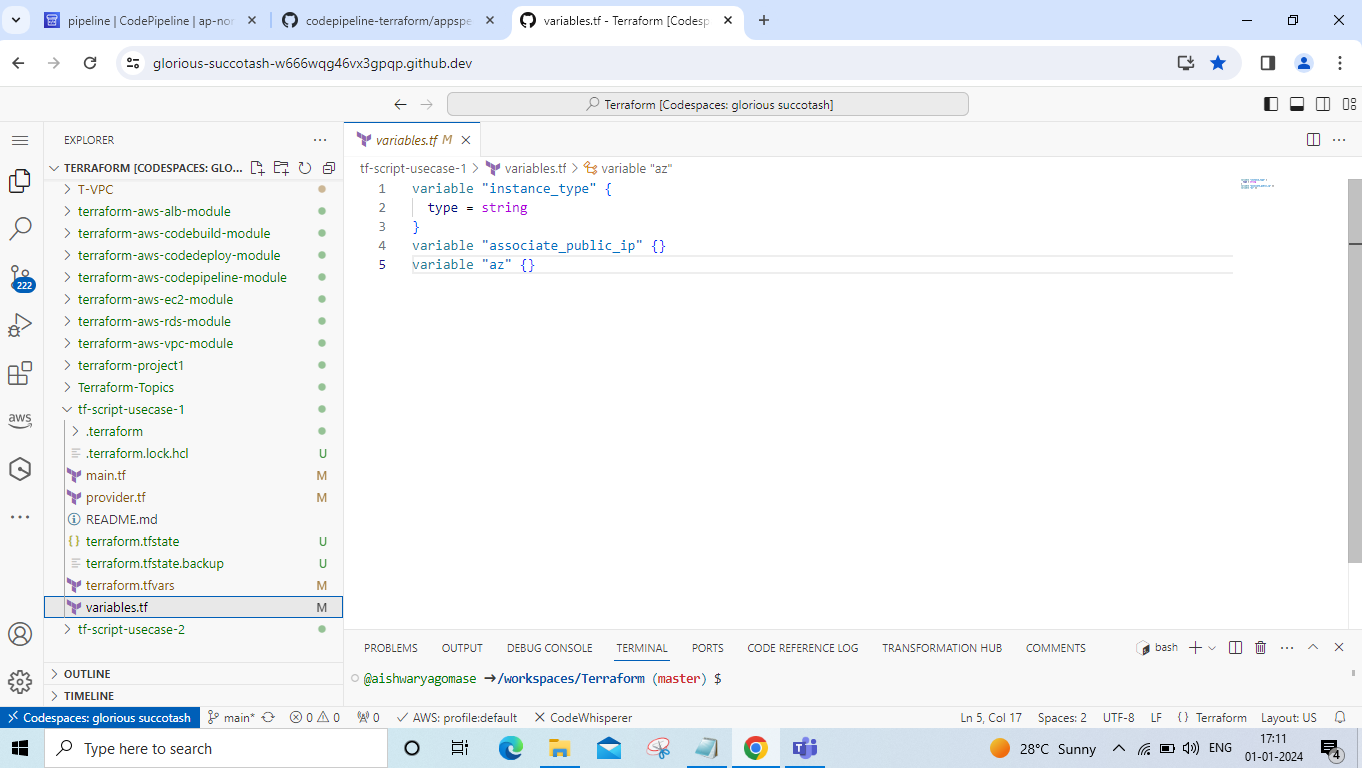 pipeline | CodePipeline | ap-nor
codepipeline-terraform/appspe
variables.tf - Terraform [Codesp
glorious-succotash-w666wqg46vx3gpqp.github.dev
Terraform [Codespaces: glorious succotash]
EXPLORER
TERRAFORM [CODESPACES: GLO...
T-VPC
terraform-aws-alb-module
terraform-aws-codebuild-module
terraform-aws-codedeploy-module
terraform-aws-codepipeline-module
terraform-aws-ec2-module
terraform-aws-rds-module
terraform-aws-vpc-module
terraform-project1
Terraform-Topics
tf-script-usecase-1
.terraform
.terraform.lock.hcl U
main.tf M
provider.tf M
README.md
terraform.tfstate U
terraform.tfstate.backup U
terraform.tfvars M
variables.tf M
tf-script-usecase-2
OUTLINE
TIMELINE
222
aws
variables.tf M
tf-script-usecase-1 > variables.tf > variable "az"
1 variable "instance_type" {
2 type = string
3 }
4 variable "associate_public_ip" {}
5 variable "az" {}
PROBLEMS OUTPUT DEBUG CONSOLE TERMINAL PORTS CODE REFERENCE LOG TRANSFORMATION HUB COMMENTS bash
@aishwaryagomase ➜/workspaces/Terraform (master) $
Codespaces: glorious succotash main* 0 0 0 AWS: profile:default CodeWhisperer Ln 5, Col 17 Spaces: 2 UTF-8 LF {} Terraform Layout: US
Type here to search
28°C Sunny
ENG
17:11
01-01-2024
4